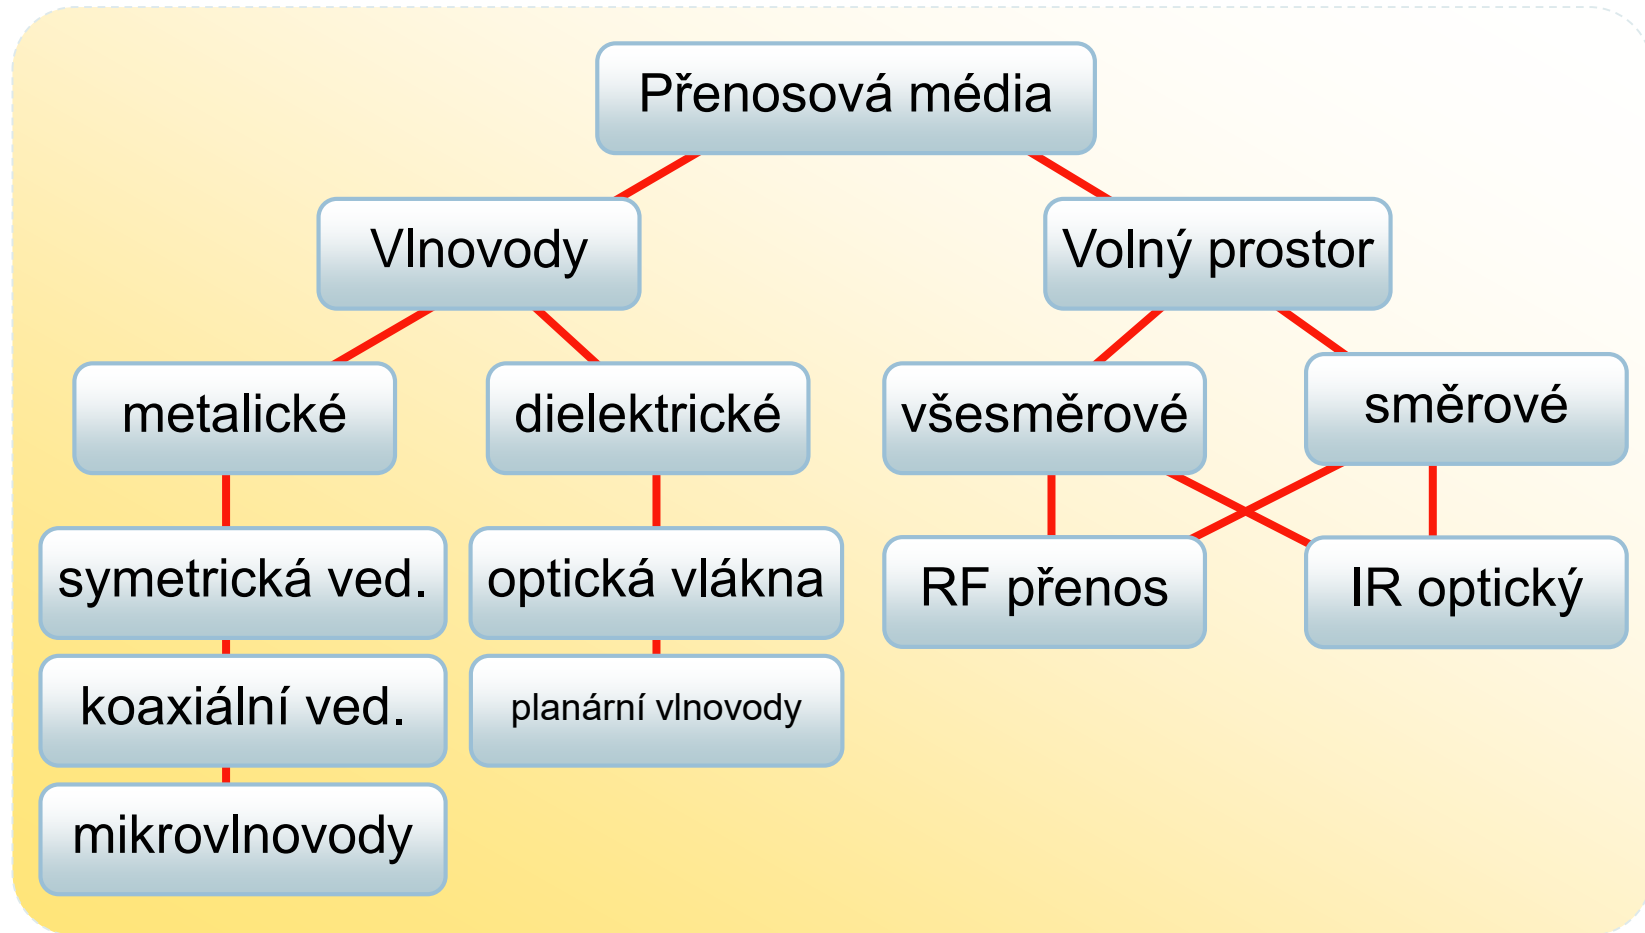 Přenosová média
Vlnovody
Volný prostor
metalické
dielektrické
všesměrové
směrové
symetrická ved.
optická vlákna
RF přenos
IR optický
koaxiální ved.
planární vlnovody
mikrovlnovody